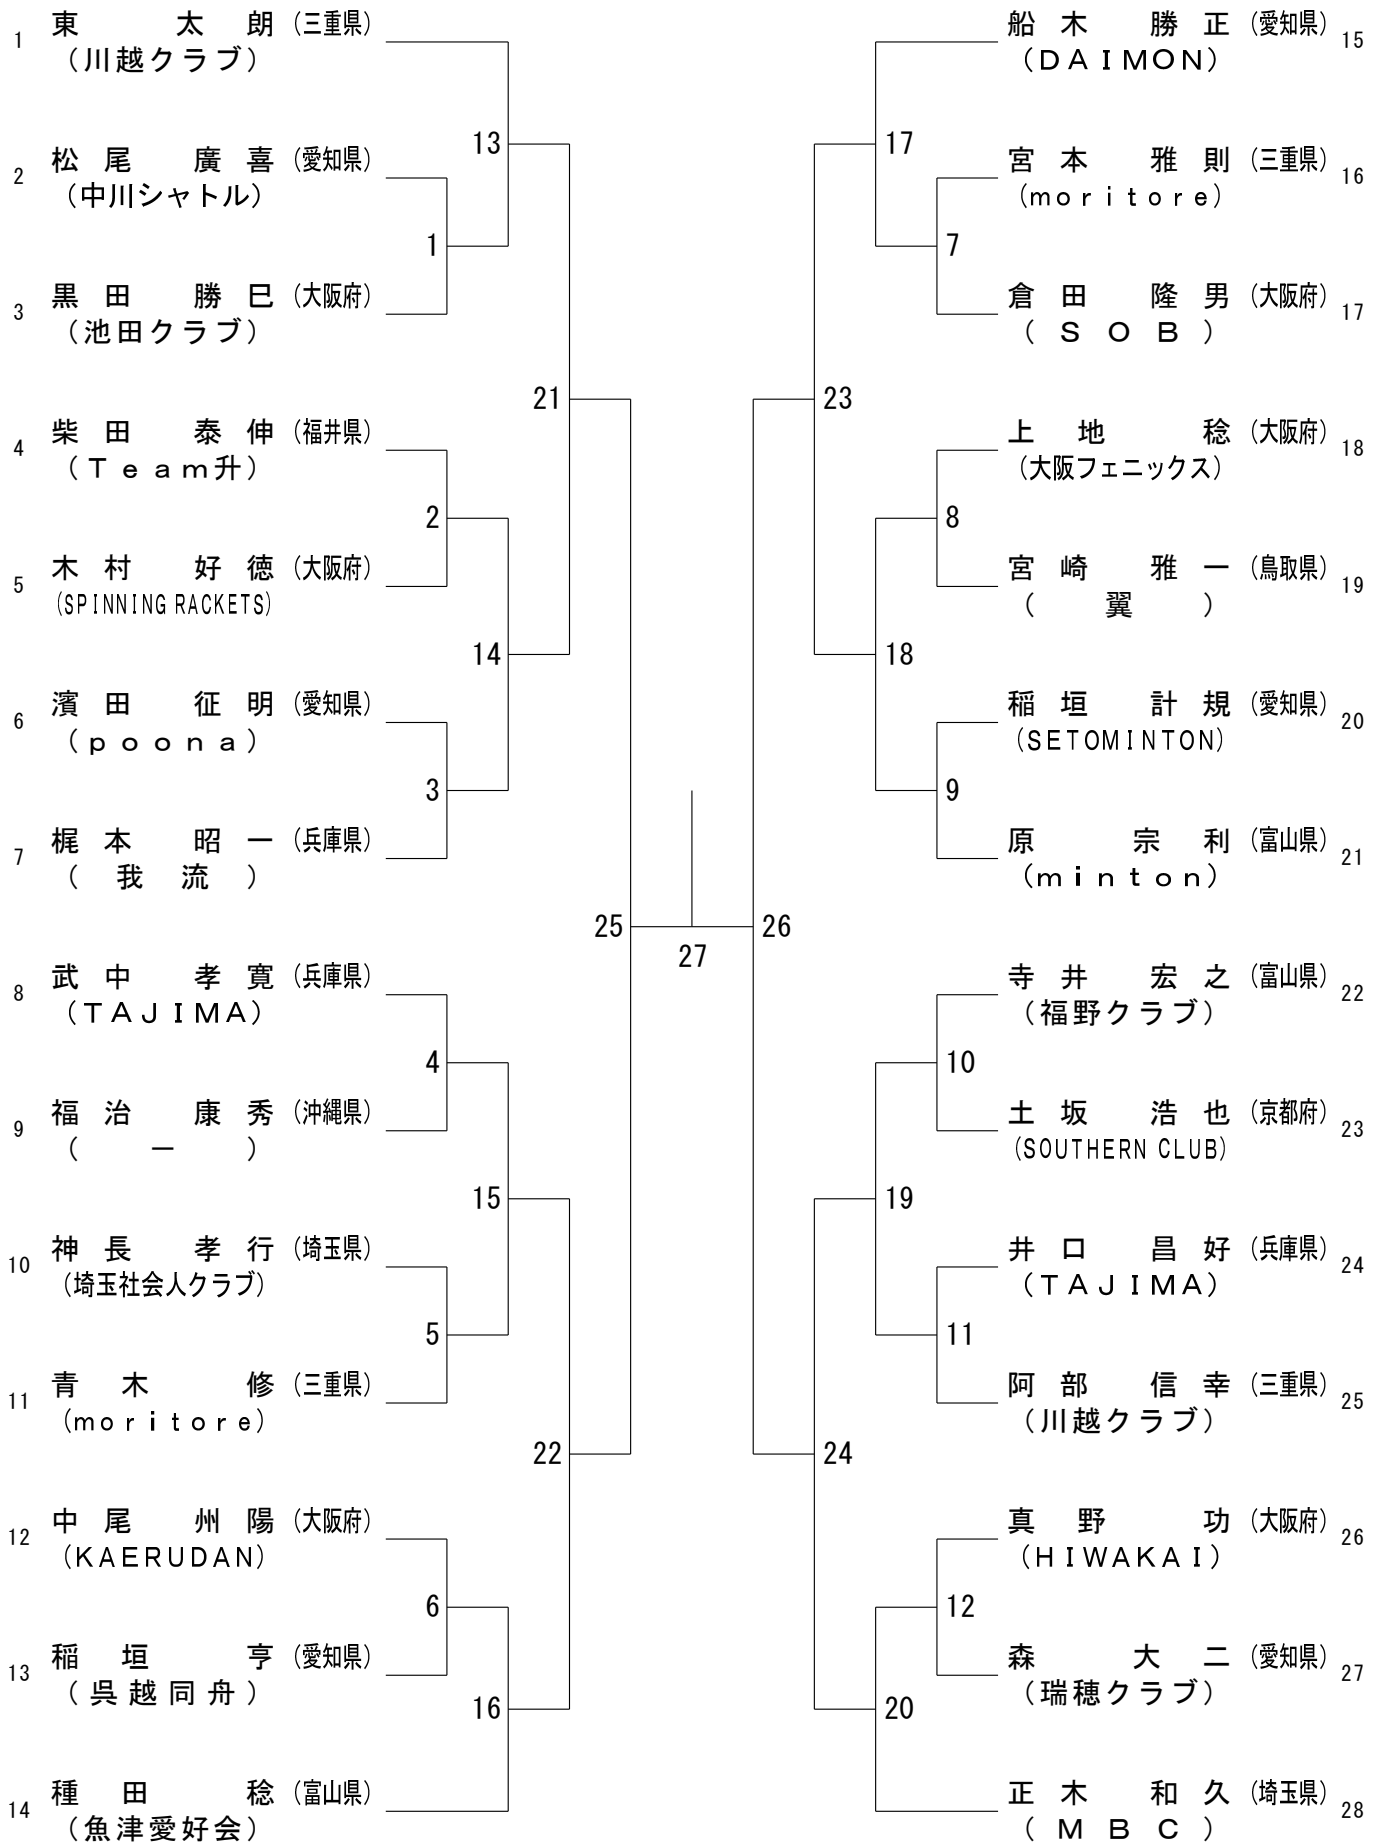 1 東 太 朗 (三重県)
(川越クラブ)
2 松 尾 廣 喜 (愛知県)
(中川シャトル)
1
3 黒 田 勝 巳 (大阪府)
(池田クラブ)
13
4 柴 田 泰 伸 (福井県)
(Ｔｅａｍ升)
2
5 木 村 好 徳 (大阪府)
(SPINNING RACKETS)
14
6 濱 田 征 明 (愛知県)
(ｐｏｏｎａ)
3
7 梶 本 昭 一 (兵庫県)
(我 流)
21
8 武 中 孝 寛 (兵庫県)
(ＴＡＪＩＭＡ)
4
9 福 治 康 秀 (沖縄県)
(ー)
15
10 神 長 孝 行 (埼玉県)
(埼玉社会人クラブ)
5
11 青 木 修 (三重県)
(ｍｏｒｉｔｏｒｅ)
22
12 中 尾 州 陽 (大阪府)
(ＫＡＥＲＵＤＡＮ)
6
13 稲 垣 亨 (愛知県)
(呉越同舟)
16
14 種 田 稔 (富山県)
(魚津愛好会)
25
27
26
船 木 勝 正 (愛知県) 15
(ＤＡＩＭＯＮ)
17
宮 本 雅 則 (三重県) 16
(ｍｏｒｉｔｏｒｅ)
7
倉 田 隆 男 (大阪府) 17
(ＳＯＢ)
23
上 地 稔 (大阪府) 18
(大阪フェニックス)
8
宮 崎 雅 一 (鳥取県) 19
(翼)
18
稲 垣 計 規 (愛知県) 20
(ＳＥＴＯＭＩＮＴＯＮ)
9
原 宗 利 (富山県) 21
(ｍｉｎｔｏｎ)
寺 井 宏 之 (富山県) 22
(福野クラブ)
10
土 坂 浩 也 (京都府) 23
(SOUTHERN CLUB)
19
井 口 昌 好 (兵庫県) 24
(ＴＡＪＩＭＡ)
11
阿 部 信 幸 (三重県) 25
(川越クラブ)
24
真 野 功 (大阪府) 26
(ＨＩＷＡＫＡＩ)
12
森 大 二 (愛知県) 27
(瑞穂クラブ)
20
正 木 和 久 (埼玉県) 28
(ＭＢＣ)